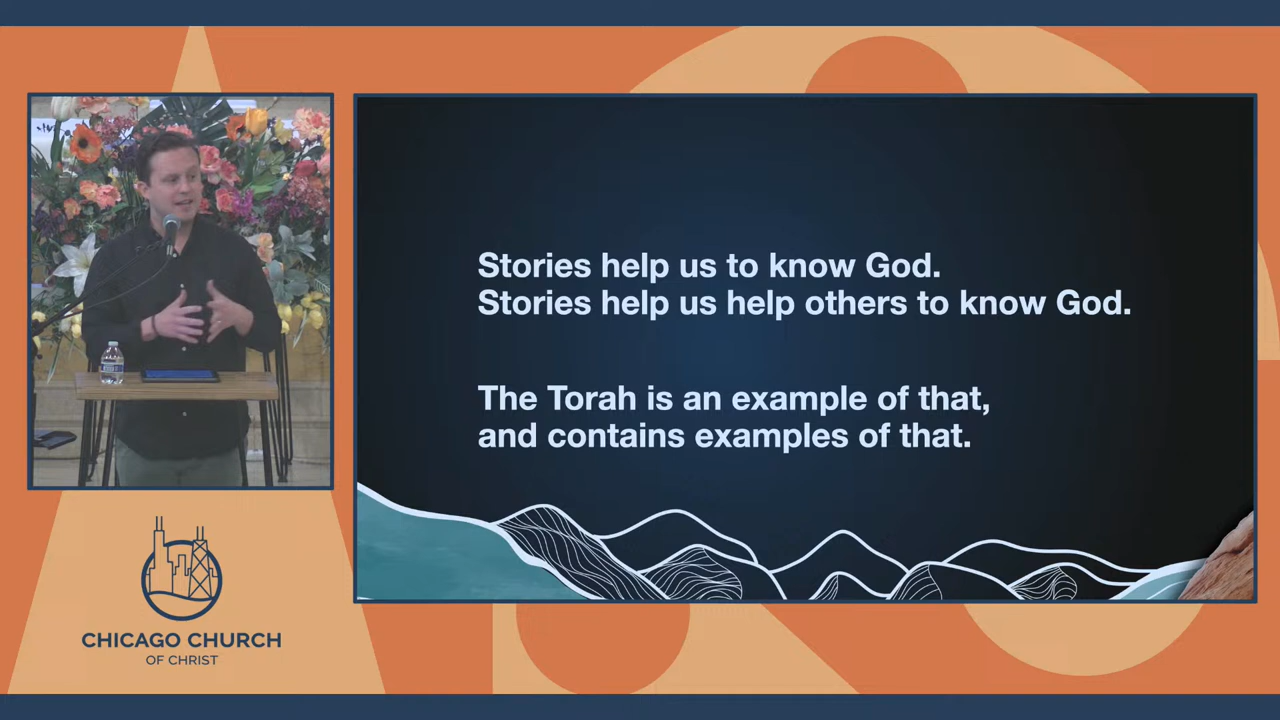 Stories help us to know God.
Stories help us help others to know God.
The Torah is an example of that,
and contains examples of that.
CHICAGO CHURCH
OF CHRIST